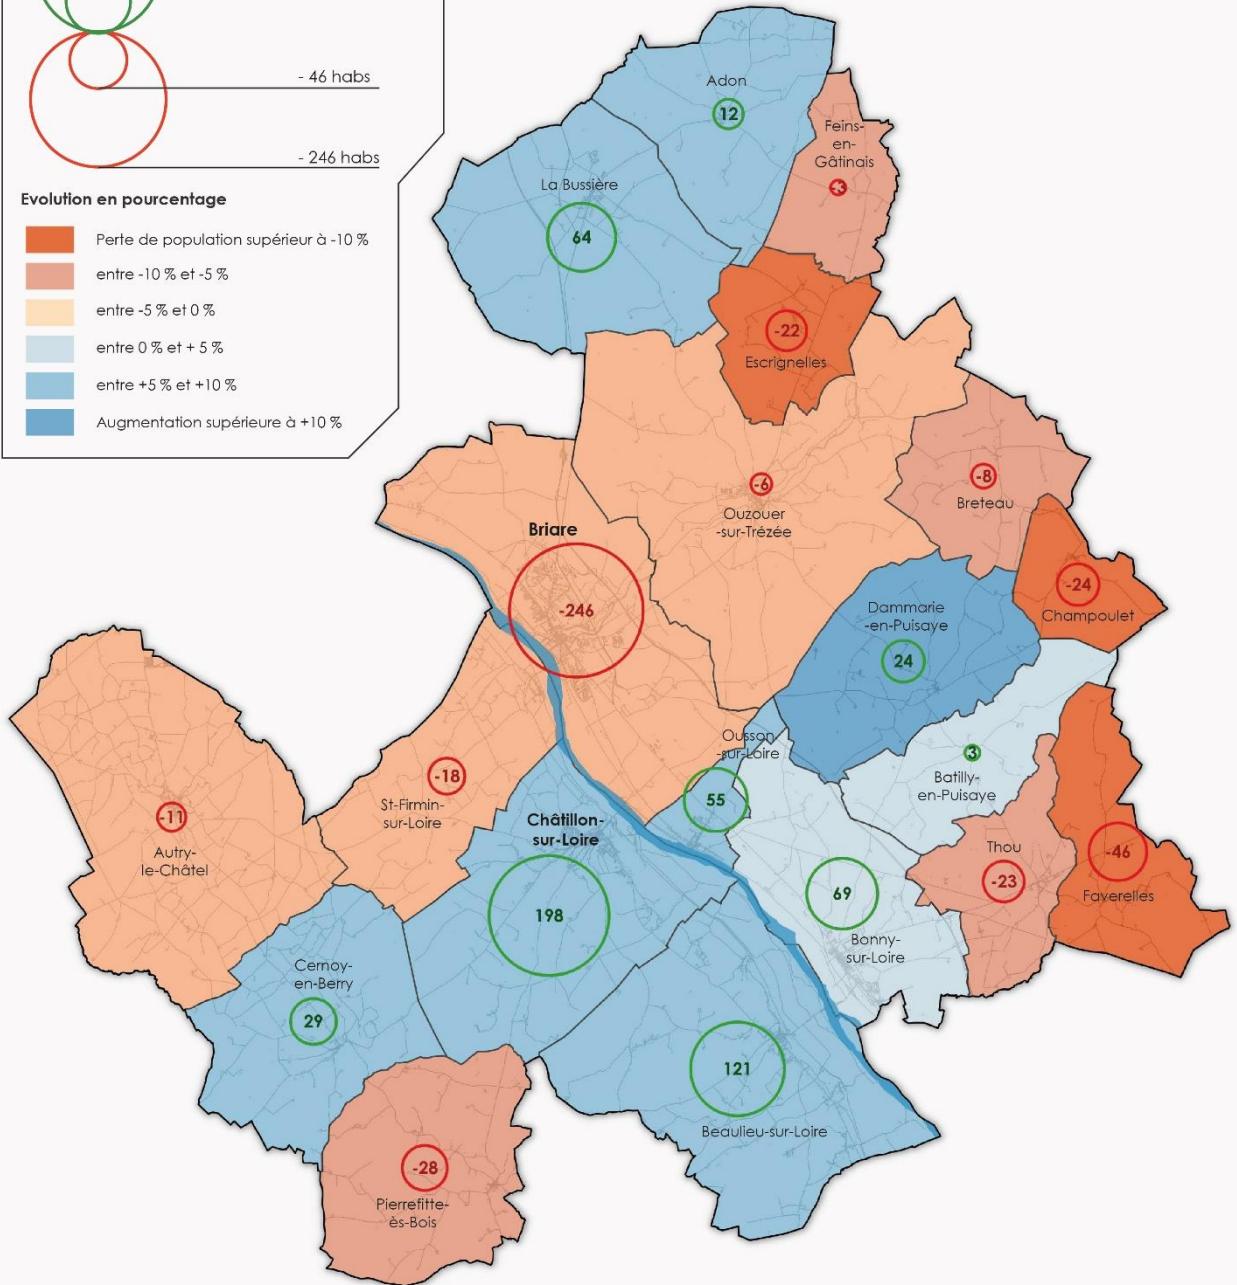 - 46 habs
- 246 habs
Evolution en pourcentage
Perte de population supérieur à -10 %
entre -10 % et -5 %
entre -5 % et 0 %
entre 0 % et + 5 %
entre +5 % et +10 %
Augmentation supérieure à +10 %
Adon
12
Feins-
en-
Gâtinais
La Bussière
64
-22
Escrignelles
-8
Breteau
-6
Ouzouer
-sur-Trézée
Briare
-246
-24
Champoulet
Dammarie
-en-Puisaye
24
Ousson
-sur-Loire
55
3
Batilly-
en-Puisaye
-18
St-Firmin-
sur-Loire
-11
Autry-
le-Châtel
Châtillon-
sur-Loire
198
Thou
-23
-46
Faverelles
69
Bonny-
sur-Loire
Cernoy-
en-Berry
29
121
Beaulieu-sur-Loire
-28
Pierrefitte-
ès-Bois